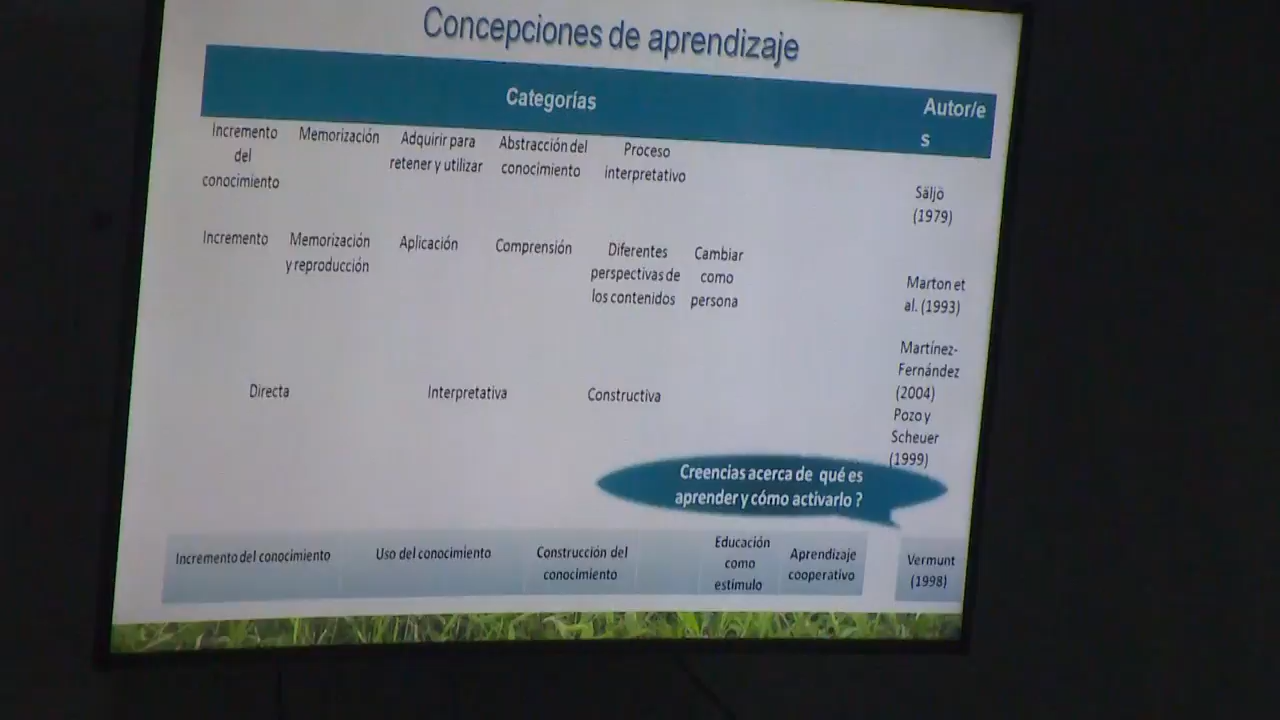 Concepciones de aprendizaje
Categorías
Autor/e
s
Incremento
del
conocimiento
Memorización
Adquirir para
retener y utilizar
Abstracción del
conocimiento
Proceso
interpretativo
Säljö
(1979)
Incremento
Memorización
y reproducción
Aplicación
Comprensión
Diferentes
perspectivas de
los contenidos
Cambiar
como
persona
Marton et
al. (1993)
Directa
Interpretativa
Constructiva
Martínez-
Fernández
(2004)
Pozo y
Scheuer
(1999)
Creencias acerca de qué es
aprender y cómo activarlo ?
Incremento del conocimiento
Uso del conocimiento
Construcción del
conocimiento
Educación
como
estimulo
Aprendizaje
cooperativo
Vermunt
(1998)